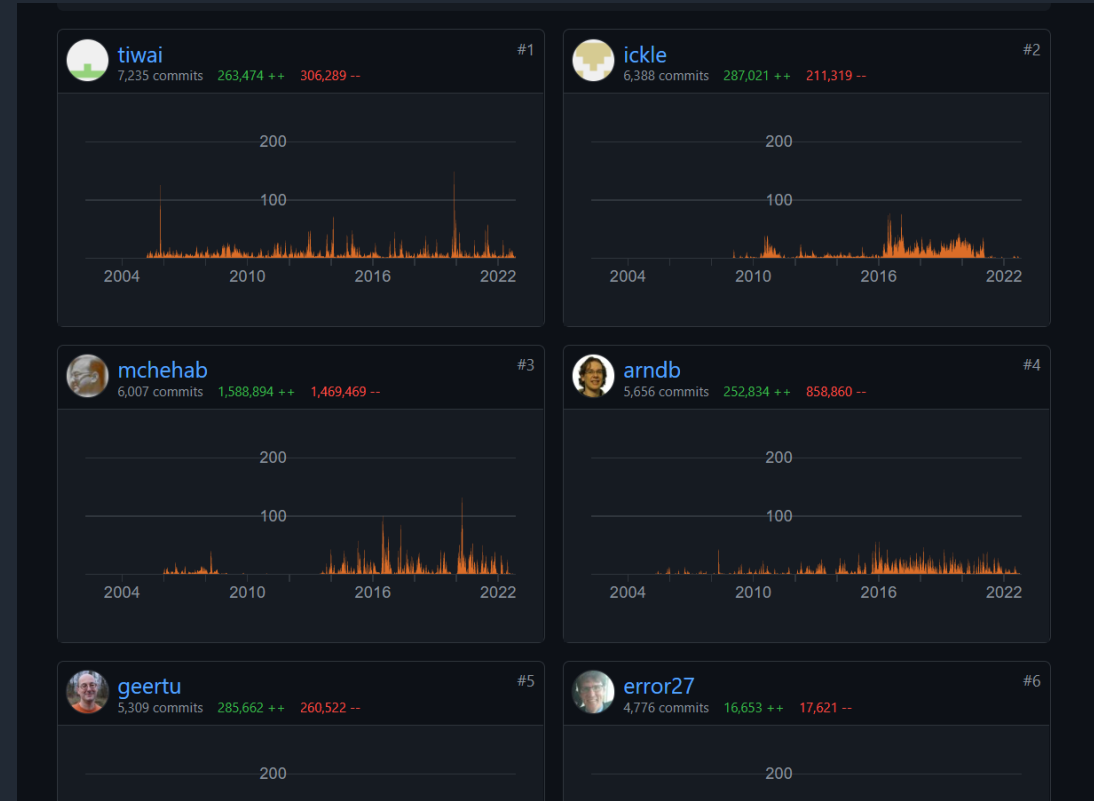 tiwai #1
7,235 commits 263,474 ++ 306,289 --
200
100
2004 2010 2016 2022
ickle #2
6,388 commits 287,021 ++ 211,319 --
200
100
2004 2010 2016 2022
mchehab #3
6,007 commits 1,588,894 ++ 1,469,469 --
200
100
2004 2010 2016 2022
arndb #4
5,656 commits 252,834 ++ 858,860 --
200
100
2004 2010 2016 2022
geertu #5
5,309 commits 285,662 ++ 260,522 --
200
error27 #6
4,776 commits 16,653 ++ 17,621 --
200